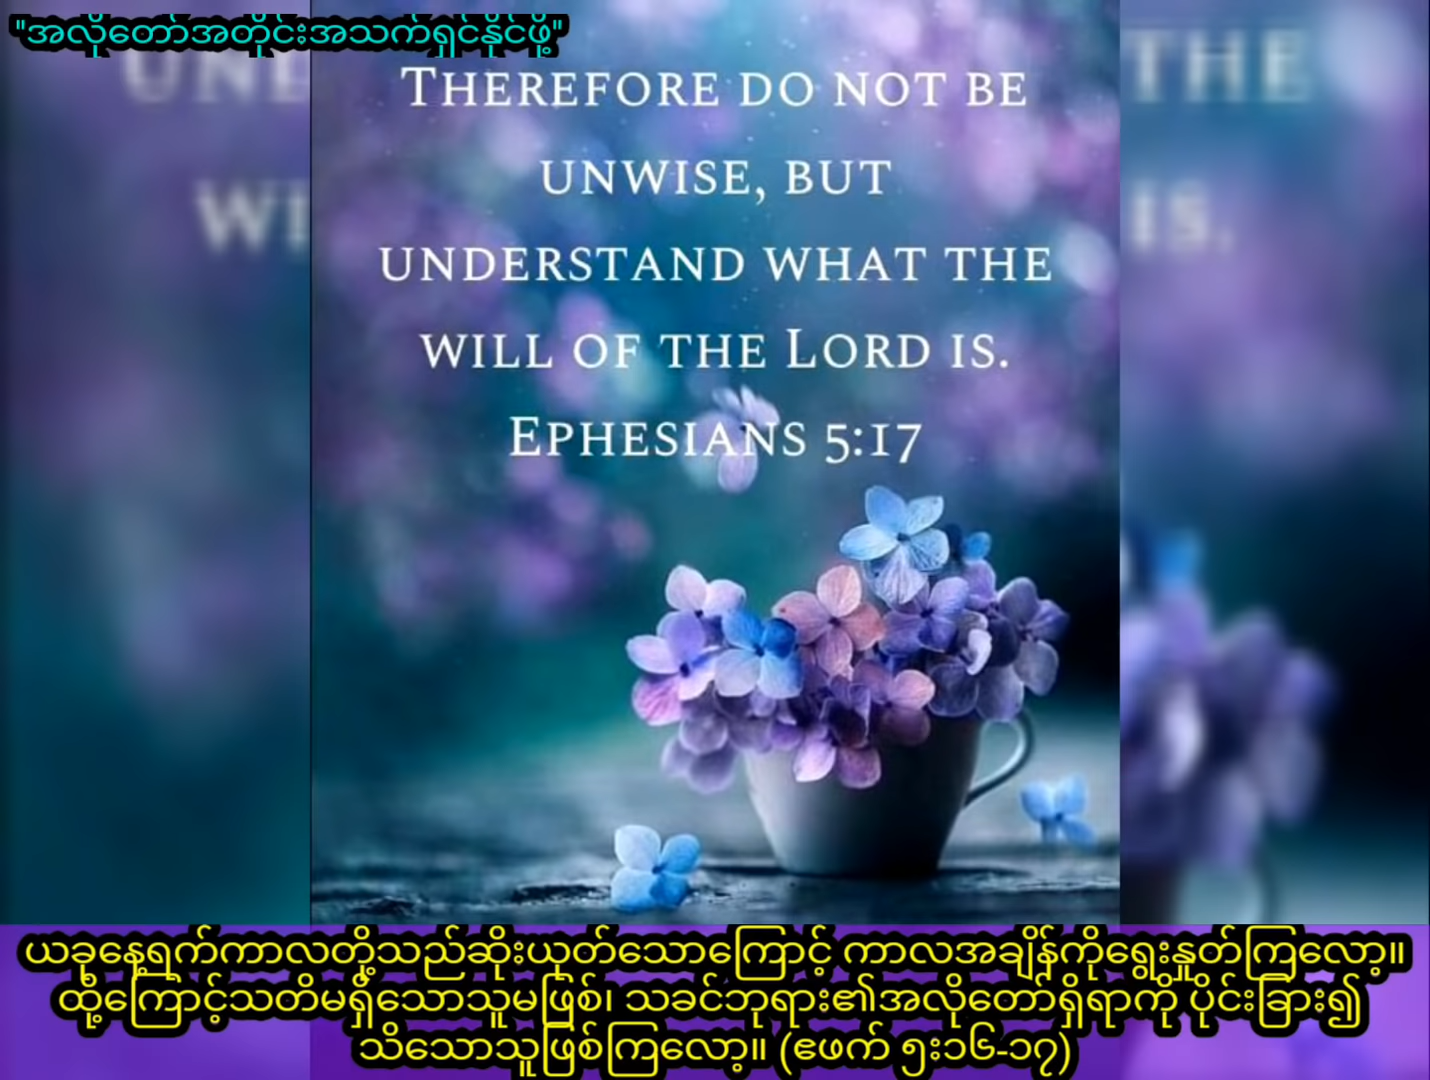 "အလိုတော်အတိုင်းအသက်ရှင်နိုင်ဖို့"
THEREFORE DO NOT BE
UNWISE, BUT
UNDERSTAND WHAT THE
WILL OF THE LORD IS.
EPHESIANS 5:17
UNE
THE
WI
IS.
ယခုနေ့ရက်ကာလတို့သည်ဆိုးယုတ်သောကြောင့် ကာလအချိန်ကိုရွေးနှုတ်ကြလော့။
ထို့ကြောင့်သတိမရှိသောသူမဖြစ်၊ သခင်ဘုရား၏အလိုတော်ရှိရာကို ပိုင်းခြား၍
သိသောသူဖြစ်ကြလော့။ (ဧဖက် ၅း၁၆-၁၇)